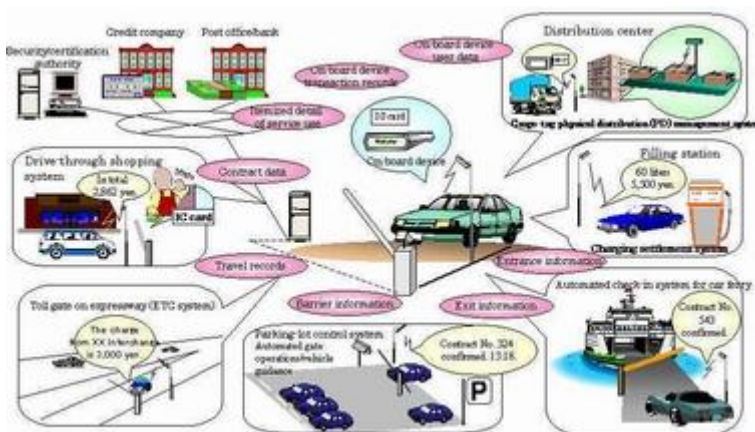 Credit company
Post office/bank
Security/certification
authority
On board device
user data
Distribution center
On board device
transaction records
Itemized detail
of service use
IC card
On board device
Cargo tag physical distribution (PD) management
Drive-through shopping
system
In total
2,862 yen.
IC card
Contract data
Filling station
60 liters
5,500 yen.
Charging settlement system
Travel records
Entrance information
Barrier information
Exit information
Toll gate on expressway (ETC system)
The charge
from XX Interchange
is 3,000 yen.
Parking-lot control system
Automated gate
operations/vehicle
guidance
Contract No. 324
confirmed. 13:18.
P
Automated check in system for car ferry
Contract No.
543
confirmed.